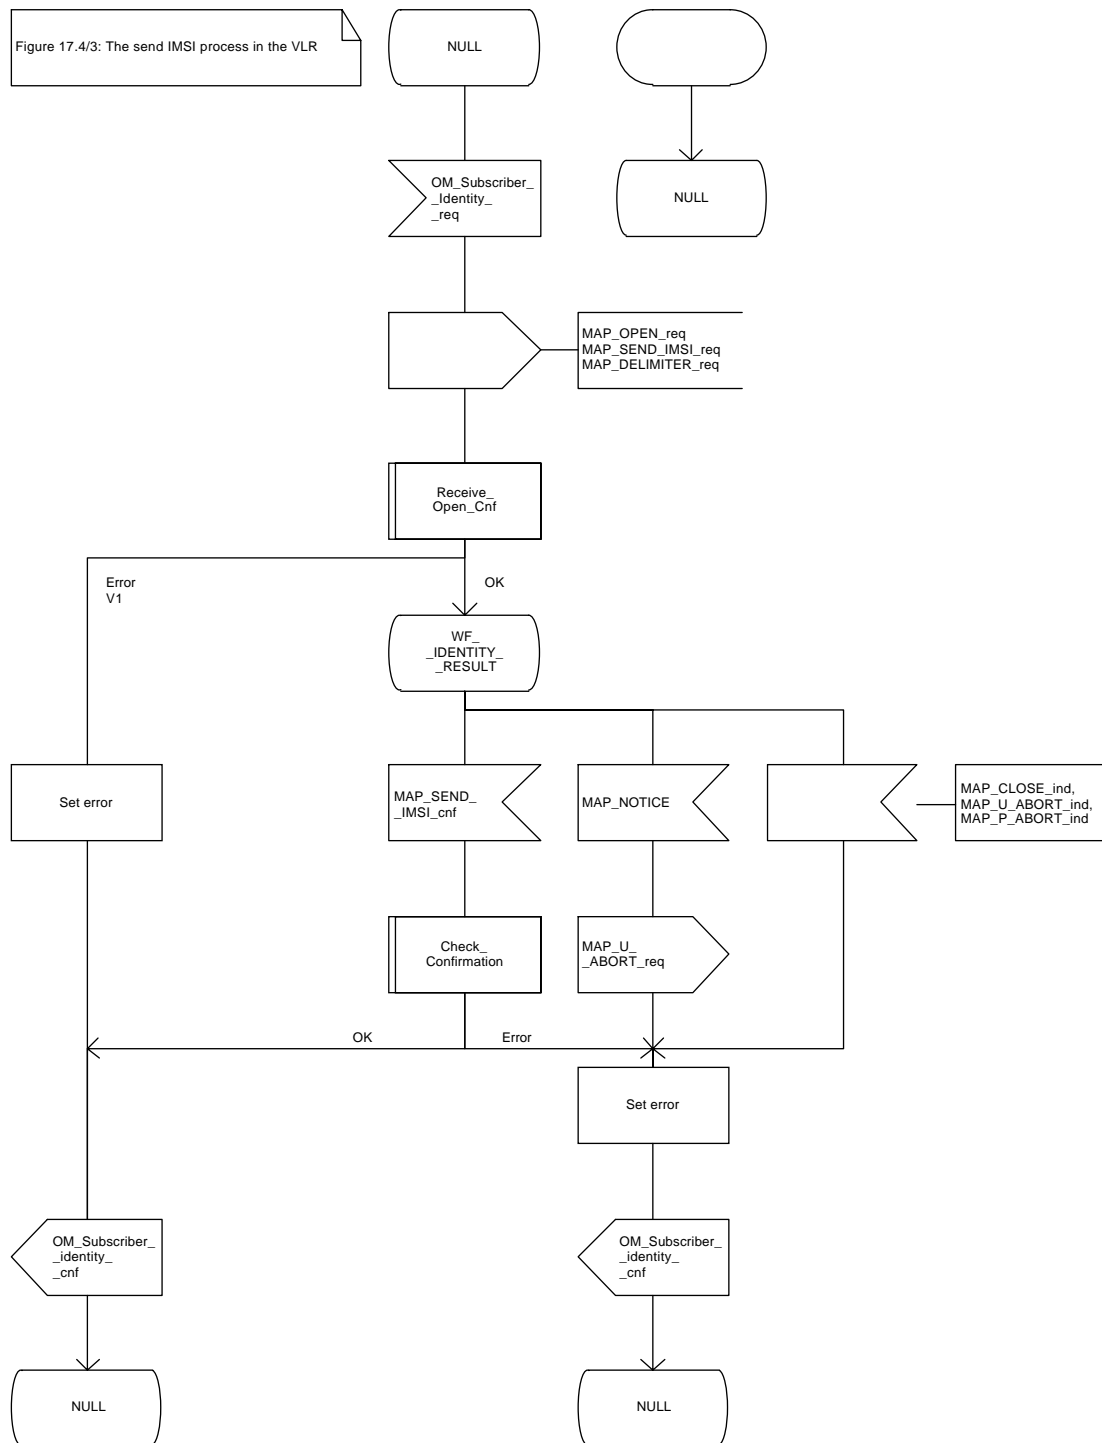 Figure 17.4/3: The send IMSI process in the VLR
NULL
OM_Subscriber_
_Identity_
_req
NULL
MAP_OPEN_req
MAP_SEND_IMSI_req
MAP_DELIMITER_req
Receive_
Open_Cnf
Error
V1
OK
WF_
_IDENTITY_
_RESULT
Set error
MAP_SEND_
_IMSI_cnf
MAP_NOTICE
MAP_CLOSE_ind,
MAP_U_ABORT_ind,
MAP_P_ABORT_ind
Check_
Confirmation
MAP_U_
_ABORT_req
OK
Error
Set error
OM_Subscriber_
_identity_
_cnf
OM_Subscriber_
_identity_
_cnf
NULL
NULL